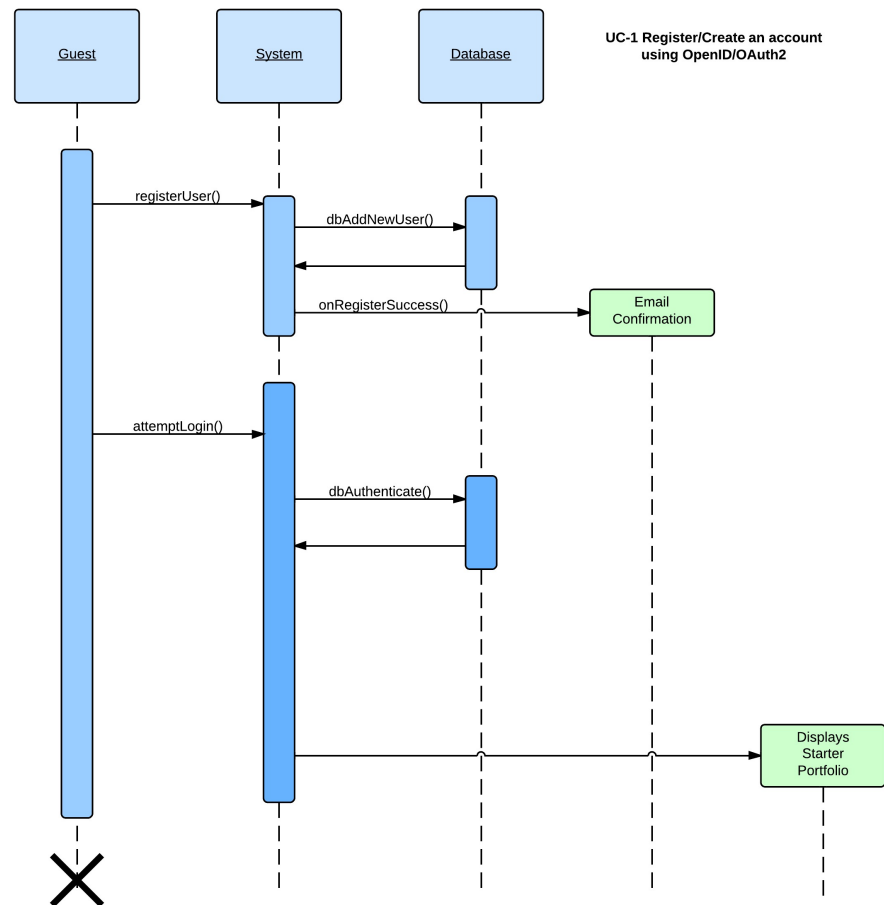 Guest
System
Database
UC-1 Register/Create an account
using OpenID/OAuth2
registerUser()
dbAddNewUser()
onRegisterSuccess()
Email
Confirmation
attemptLogin()
dbAuthenticate()
Displays
Starter
Portfolio